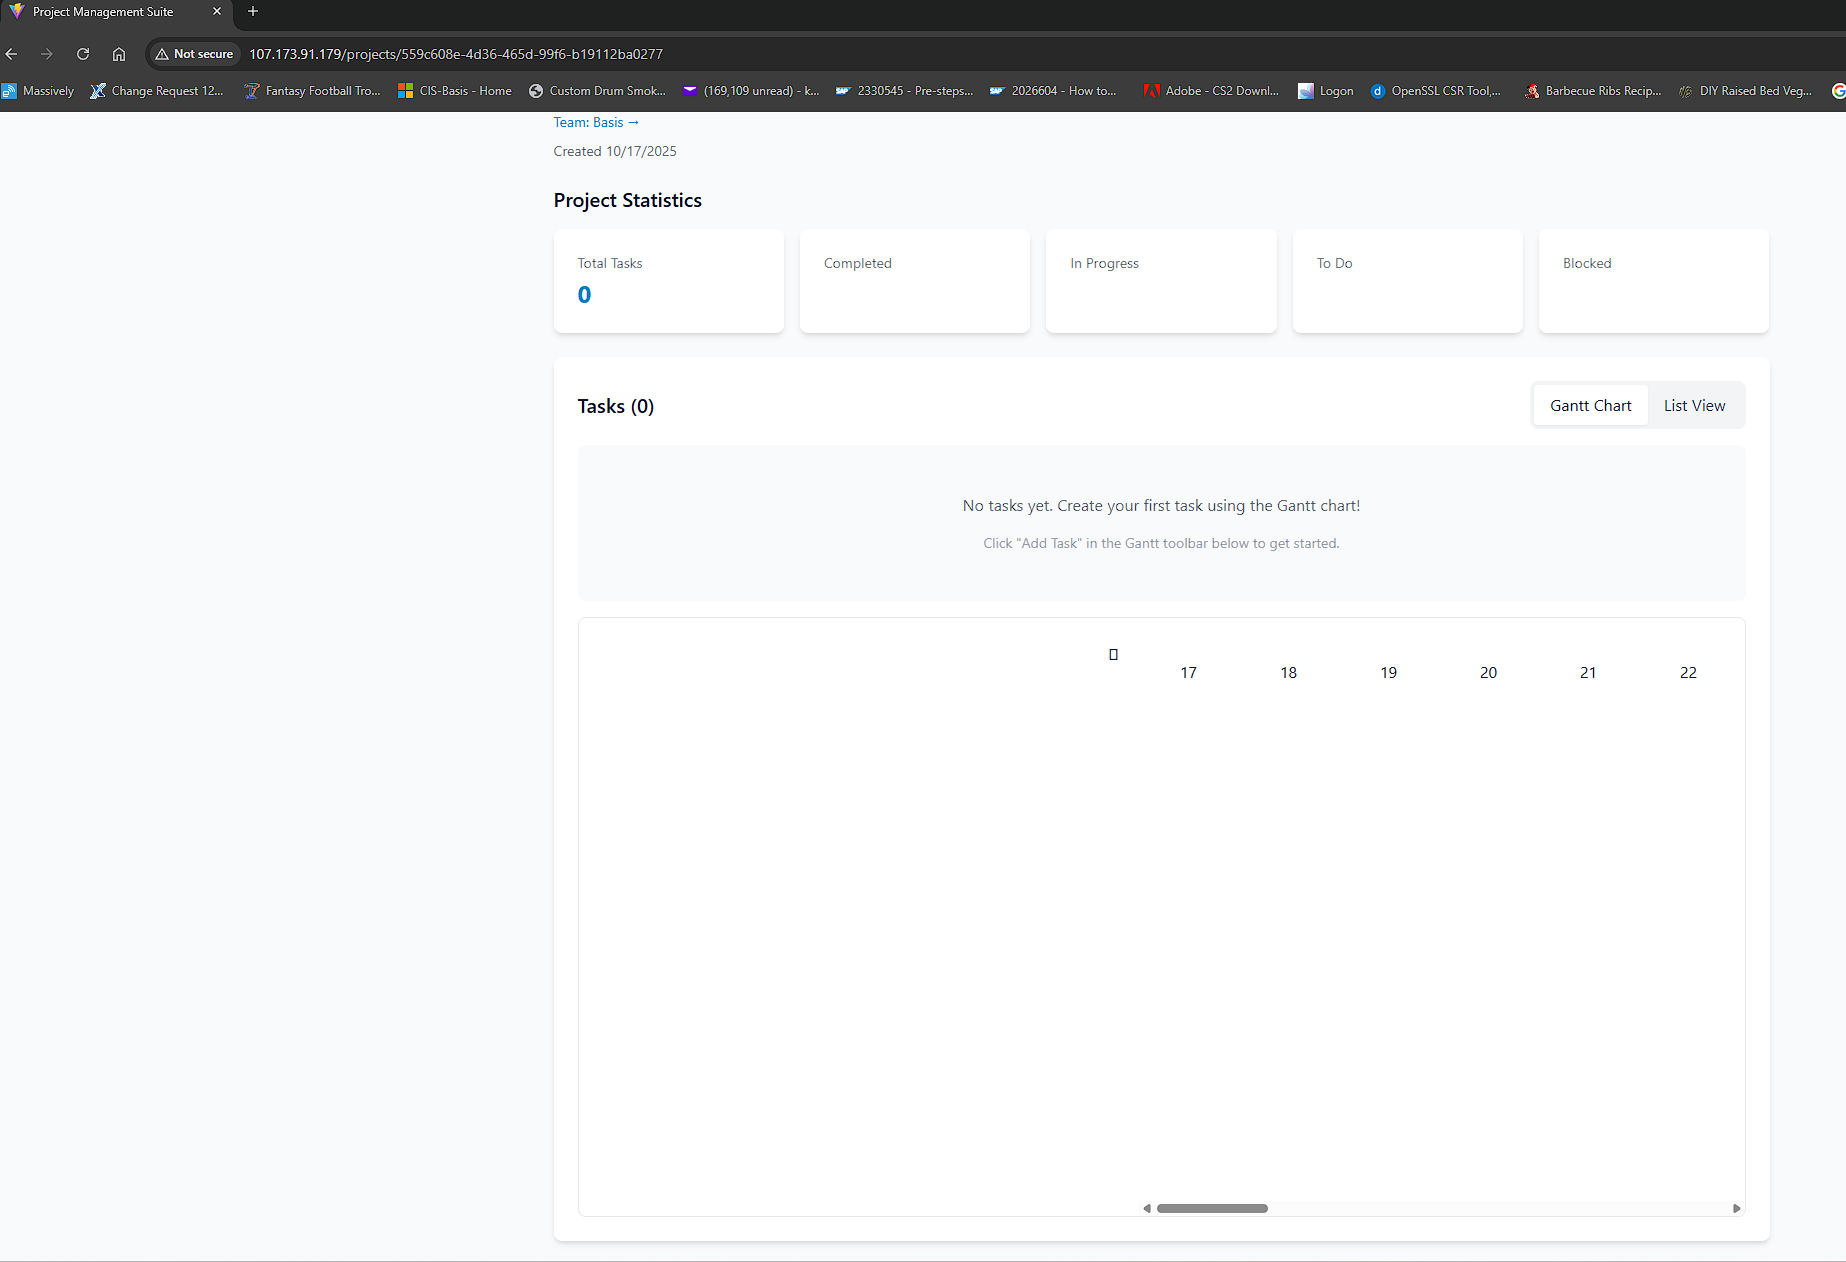 Project Management Suite
Not secure
107.173.91.179/projects/559c608e-4d36-465d-99f6-b19112ba0277
Massively
Change Request 12...
Fantasy Football Tro...
CIS-Basis - Home
Custom Drum Smok...
(169,109 unread) - k...
2330545 - Pre-steps...
2026604 - How to...
Adobe - CS2 Downl...
Logon
OpenSSL CSR Tool,...
Barbecue Ribs Recip...
DIY Raised Bed Veg...
Team: Basis →
Created 10/17/2025
Project Statistics
Total Tasks
0
Completed
In Progress
To Do
Blocked
Tasks (0)
Gantt Chart
List View
No tasks yet. Create your first task using the Gantt chart!
Click "Add Task" in the Gantt toolbar below to get started.
17 18 19 20 21 22